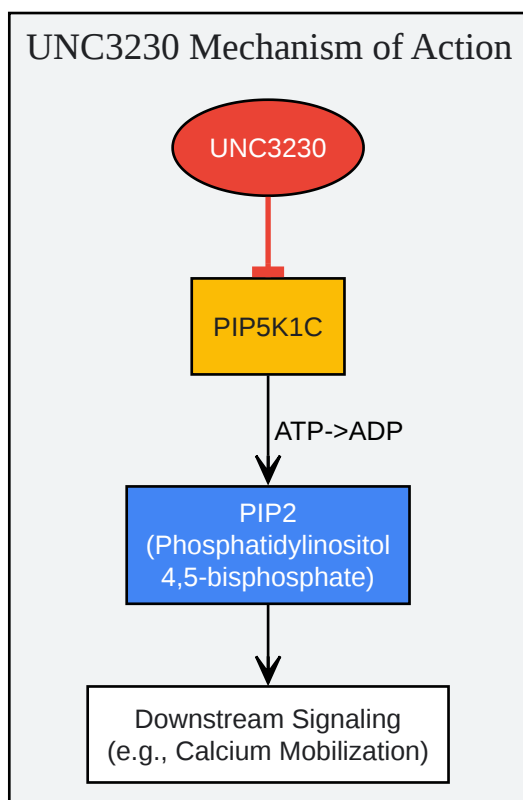 UNC3230 Mechanism of Action
UNC3230
PIP5K1C
ATP->ADP
PIP2
(Phosphatidylinositol
4,5-bisphosphate)
Downstream Signaling
(e.g., Calcium Mobilization)